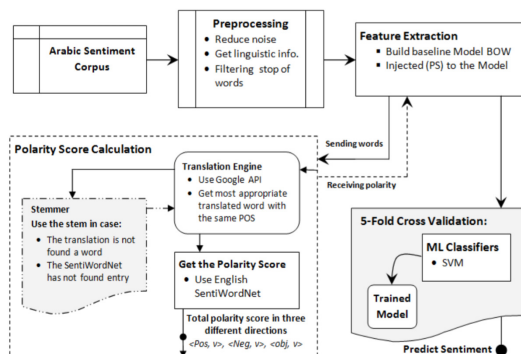 Arabic Sentiment
Corpus
Preprocessing
• Reduce noise
• Get linguistic info.
• Filtering stop of
words
Feature Extraction
▪ Build baseline Model BOW
▪ Injected (PS) to the Model
Sending words
Receiving polarity
Polarity Score Calculation
Translation Engine
• Use Google API
• Get most appropriate
translated word with
the same POS
Stemmer
Use the stem in case:
• The translation is not
found a word
• The SentiWordNet
has not found entry
Get the Polarity Score
• Use English
SentiWordNet
Total polarity score in three
different directions
<Pos, v>, <Neg, v>, <obj, v>
5-Fold Cross Validation:
ML Classifiers
• SVM
Trained
Model
Predict Sentiment